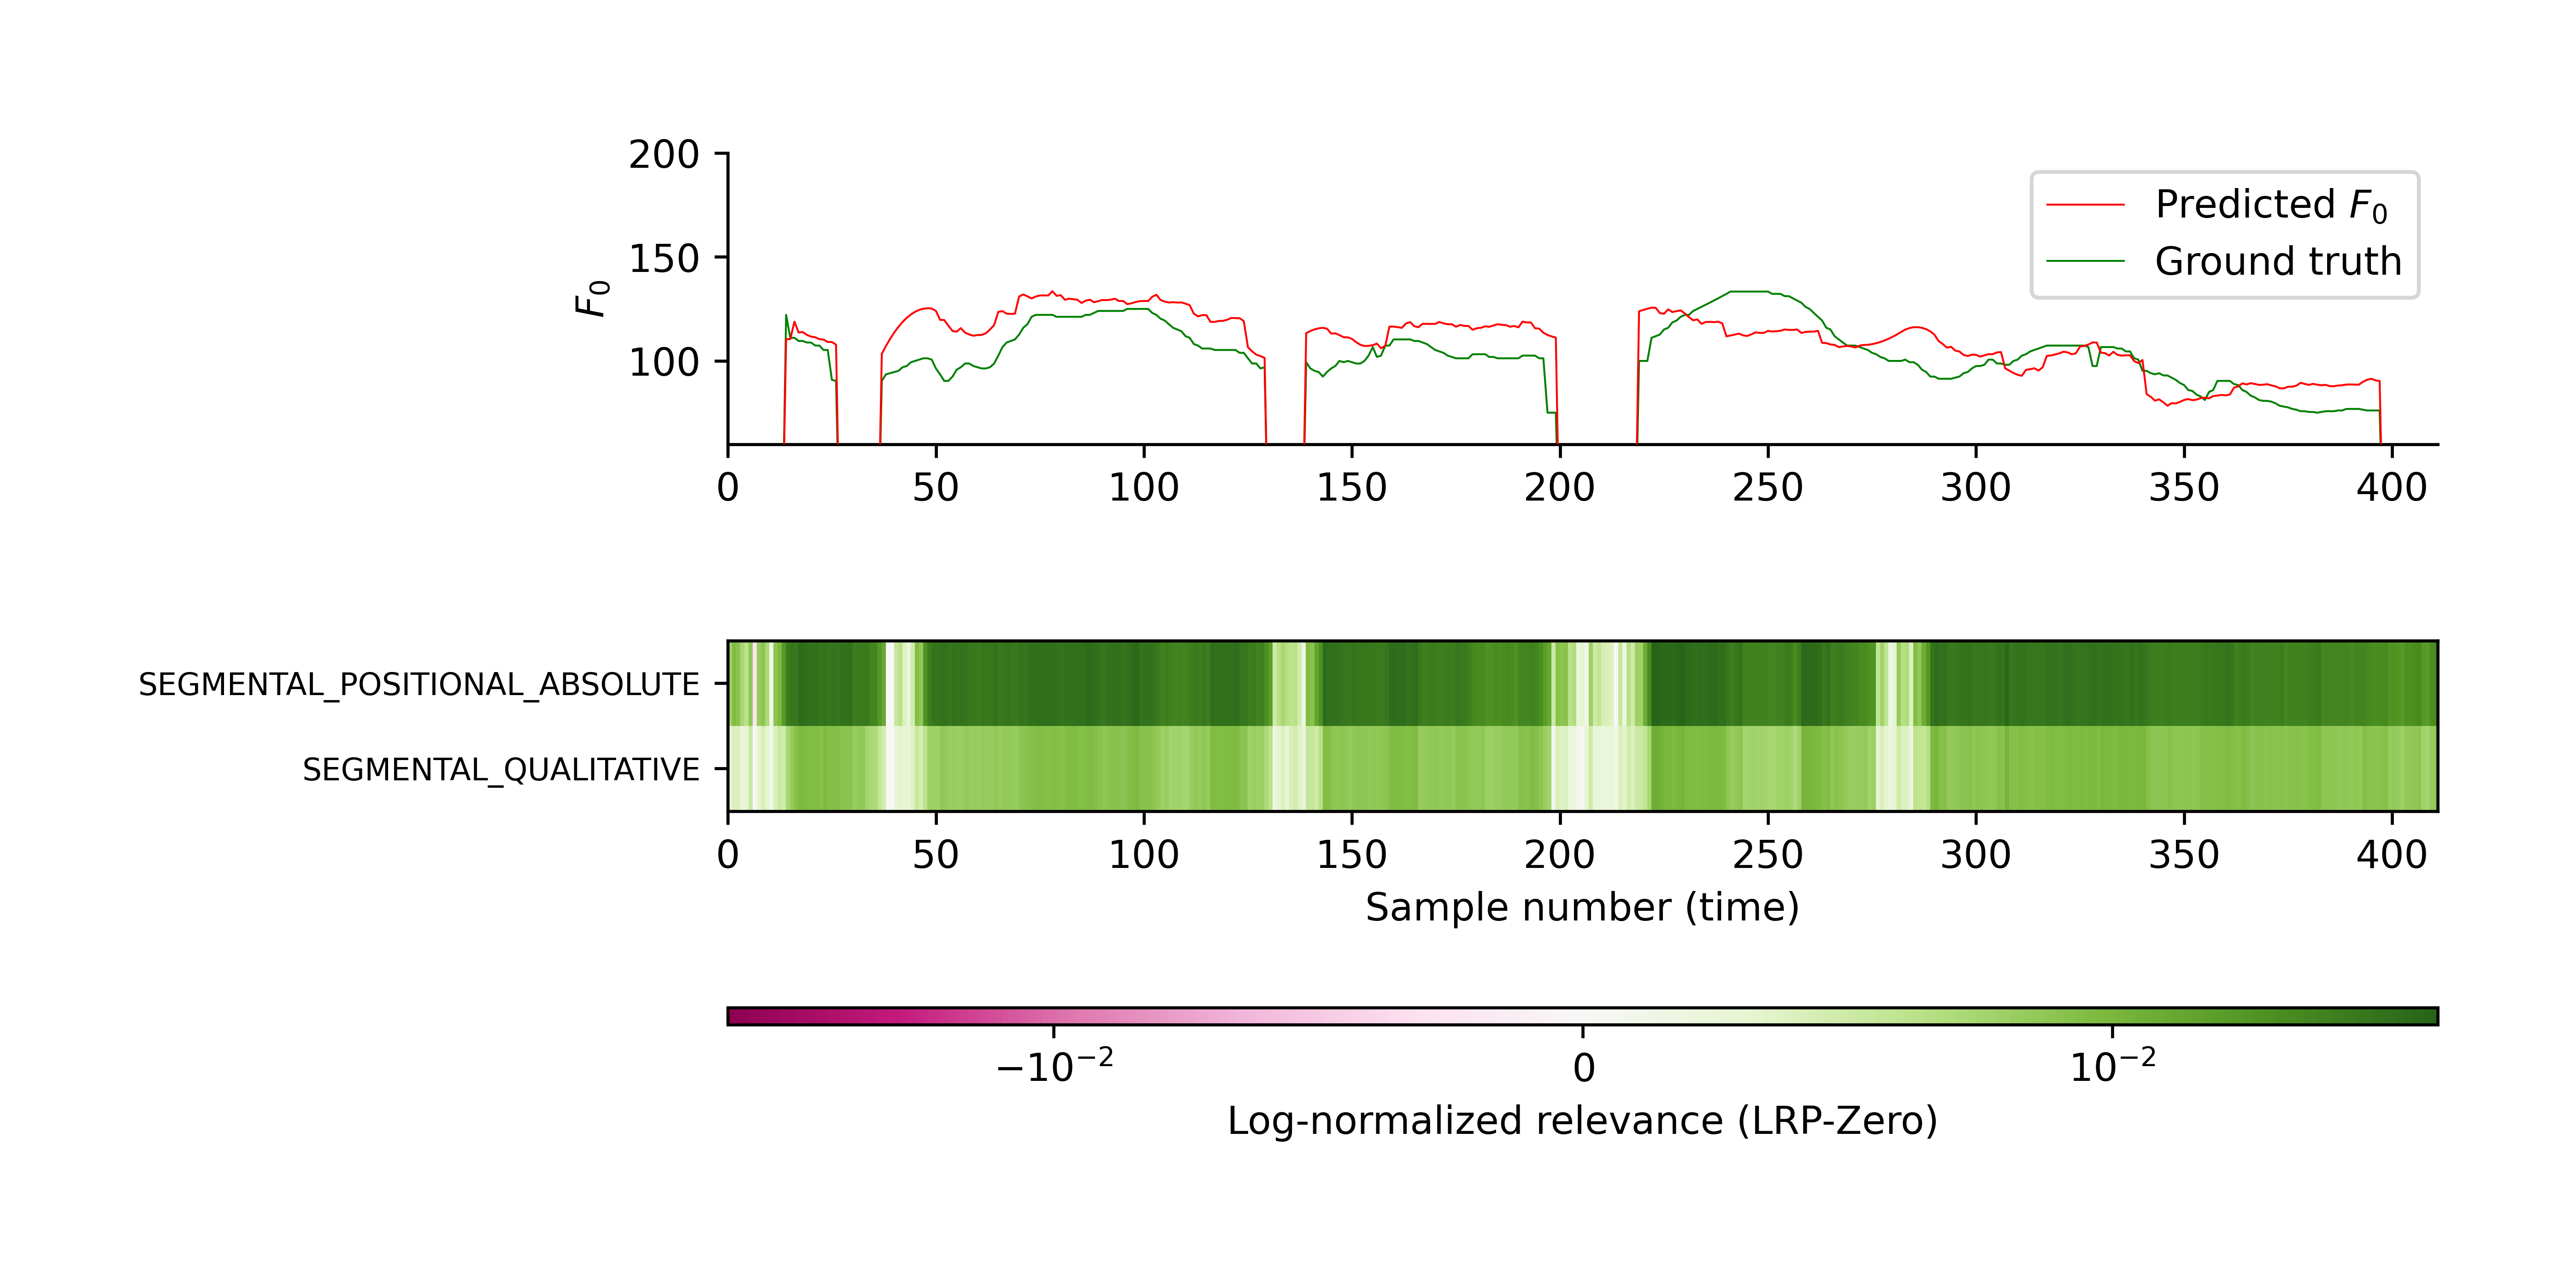 200
150
100
F₀
Predicted F₀
Ground truth
0 50 100 150 200 250 300 350 400
SEGMENTAL_POSITIONAL_ABSOLUTE
SEGMENTAL_QUALITATIVE
0 50 100 150 200 250 300 350 400
Sample number (time)
−10⁻² 0 10⁻²
Log-normalized relevance (LRP-Zero)